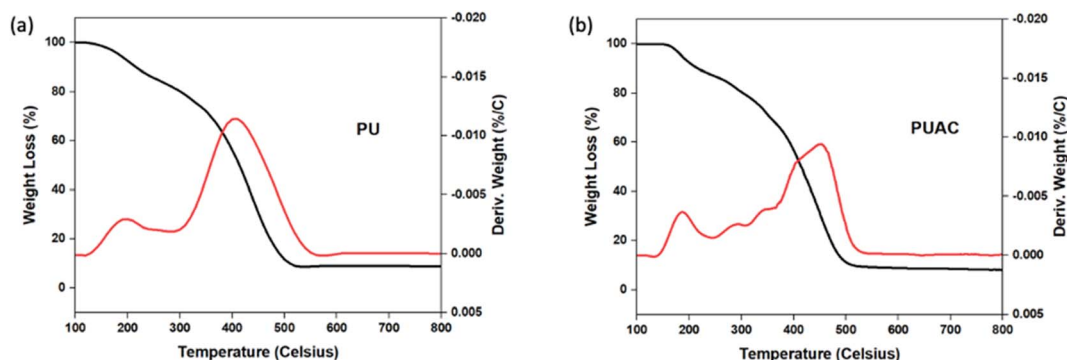 (a)
PU
Weight Loss (%)
100
80
60
40
20
0
-0.020
-0.015
-0.010
-0.005
0.000
0.005
Deriv. Weight (%/C)
100 200 300 400 500 600 700 800
Temperature (Celsius)
(b)
PUAC
Weight Loss (%)
100
80
60
40
20
0
-0.020
-0.015
-0.010
-0.005
0.000
0.005
Deriv. Weight (%/C)
100 200 300 400 500 600 700 800
Temperature (Celsius)